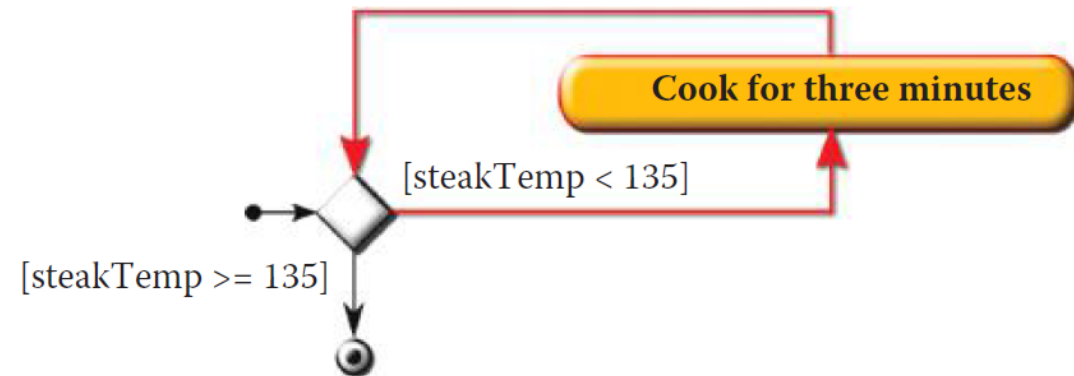 Cook for three minutes
[steakTemp < 135]
[steakTemp >= 135]